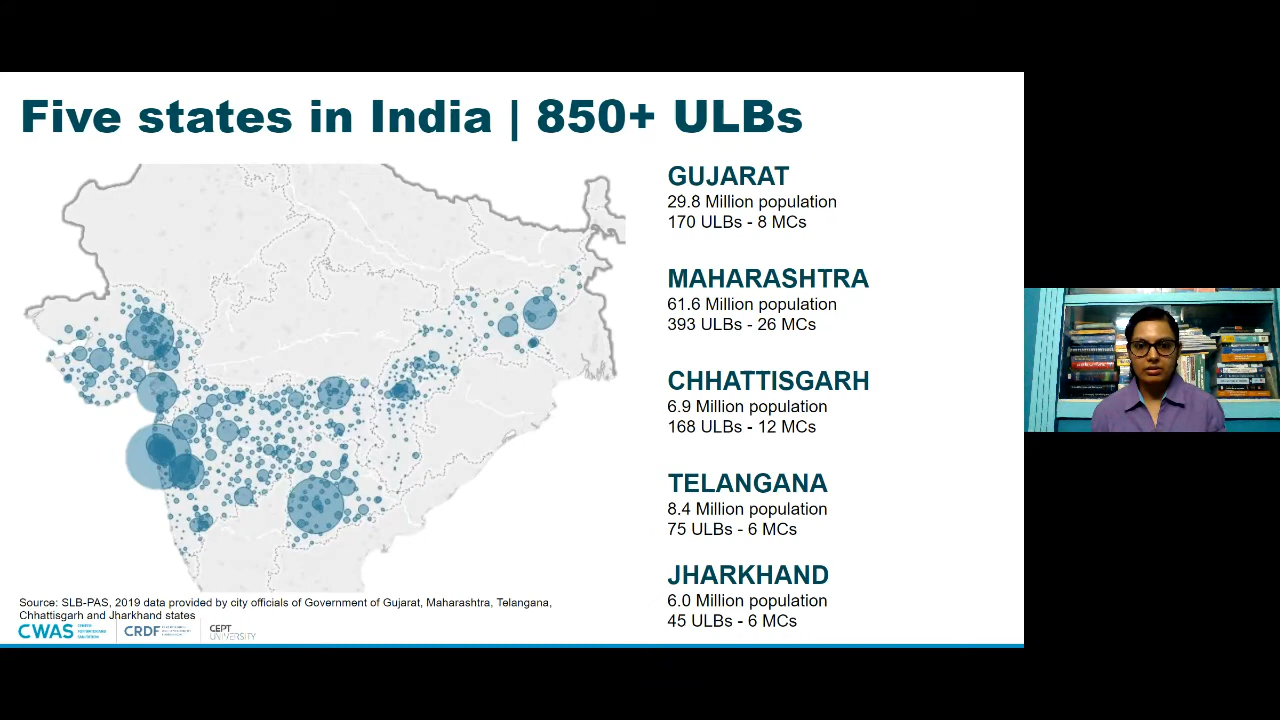 Five states in India | 850+ ULBs
GUJARAT
29.8 Million population
170 ULBs - 8 MCs
MAHARASHTRA
61.6 Million population
393 ULBs - 26 MCs
CHHATTISGARH
6.9 Million population
168 ULBs - 12 MCs
TELANGANA
8.4 Million population
75 ULBs - 6 MCs
JHARKHAND
6.0 Million population
45 ULBs - 6 MCs
Source: SLB-PAS, 2019 data provided by city officials of Government of Gujarat, Maharashtra, Telangana,
Chhattisgarh and Jharkhand states
CWAS
CRDF
CEPT
UNIVERSITY